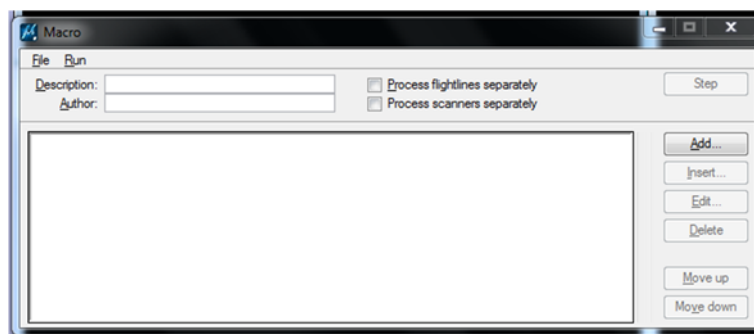 Macro
File Run
Description: Process flightlines separately Step
Author: Process scanners separately
Add...
Insert...
Edit...
Delete
Move up
Move down